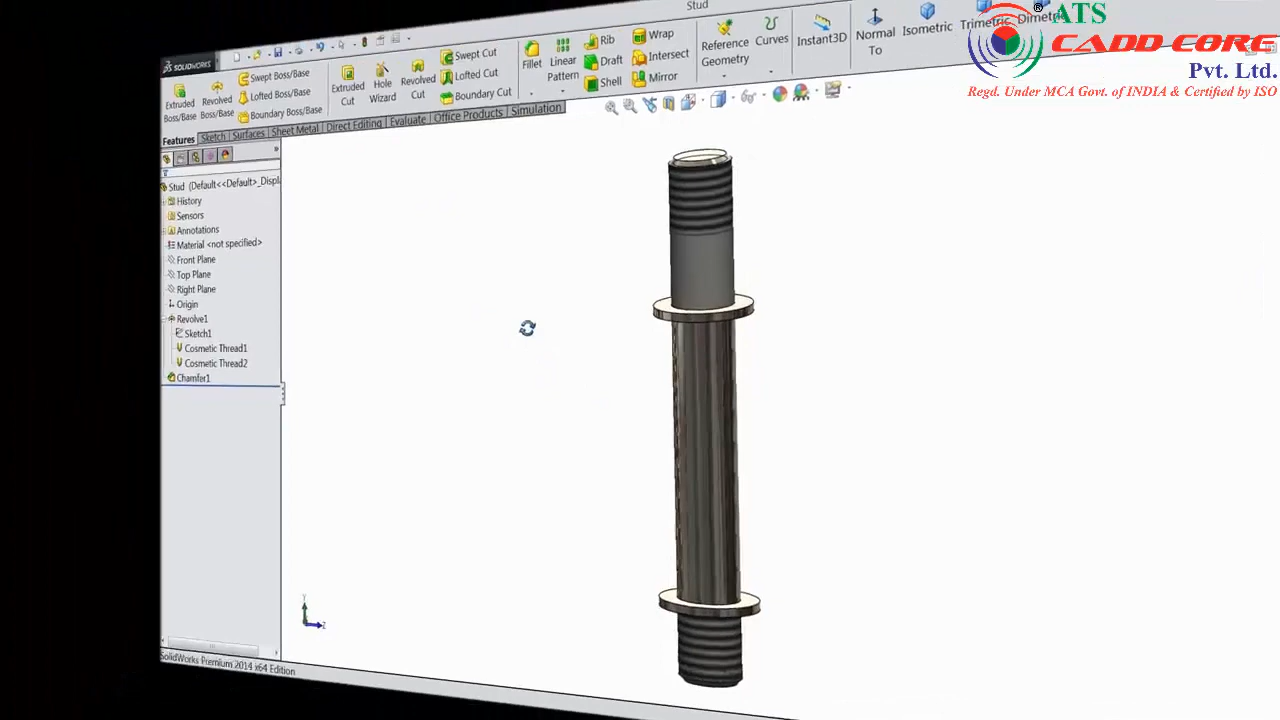 Stud
®
ATS
CADD CORE
Pvt. Ltd.
Regd. Under MCA Govt. of INDIA & Certified by ISO
SOLIDWORKS
Extruded Boss/Base
Revolved Boss/Base
Swept Boss/Base
Lofted Boss/Base
Boundary Boss/Base
Extruded Cut
Hole Wizard
Revolved Cut
Swept Cut
Lofted Cut
Boundary Cut
Fillet
Linear Pattern
Rib
Draft
Shell
Wrap
Intersect
Mirror
Reference Geometry
Curves
Instant3D
Normal To
Isometric
Trimetric
Dimetric
Features
Sketch
Surfaces
Sheet Metal
Direct Editing
Evaluate
Office Products
Simulation
Stud (Default<<Default>_Displ
History
Sensors
Annotations
Material <not specified>
Front Plane
Top Plane
Right Plane
Origin
Revolve1
Sketch1
Cosmetic Thread1
Cosmetic Thread2
Chamfer1
Y
Z
SolidWorks Premium 2014 x64 Edition